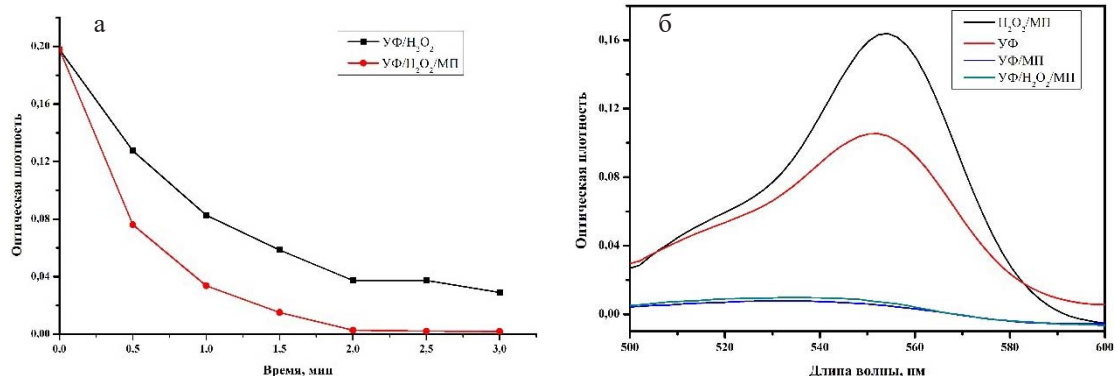 а
Оптическая плотность
0,20
0,16
0,12
0,08
0,04
0,00
0,0
0,5
1,0
1,5
2,0
2,5
3,0
Время, мин
УФ/H₂O₂
УФ/H₂O₂/МП
б
Оптическая плотность
0,16
0,12
0,08
0,04
0,00
500
520
540
560
580
600
Длина волны, нм
H₂O₂/МП
УФ
УФ/МП
УФ/H₂O₂/МП